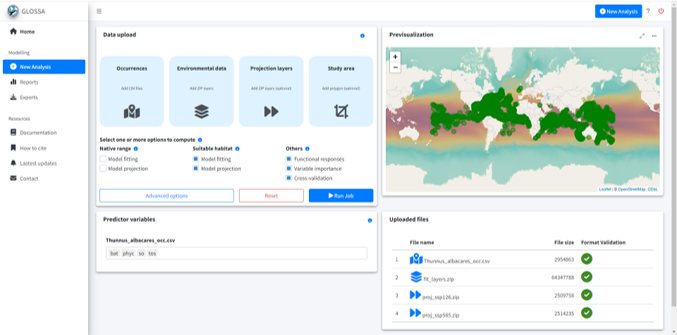 GLOSSA
New Analysis
?
Home
Modelling
New Analysis
Reports
Exports
Resources
Documentation
How to cite
Lastest updates
Contact
Data upload
Occurrences
Add CSV files
Environmental data
Add ZIP layers
Projection layers
Add ZIP layers (optional)
Study area
Add polygon (optional)
Select one or more options to compute
Native range
Model fitting
Model projection
Suitable habitat
Model fitting
Model projection
Others
Functional responses
Variable importance
Cross-validation
Advanced options
Reset
Run Job
Predictor variables
Thunnus_albacares_occ.csv
bat phyc so tos
Previsualization
+
−
Leaflet | © OpenStreetMap, ODbL
Uploaded files
File name File size Format Validation
1 Thunnus_albacares_occ.csv 2954863
2 fit_layers.zip 64347788
3 proj_ssp126.zip 2509758
4 proj_ssp585.zip 2514235